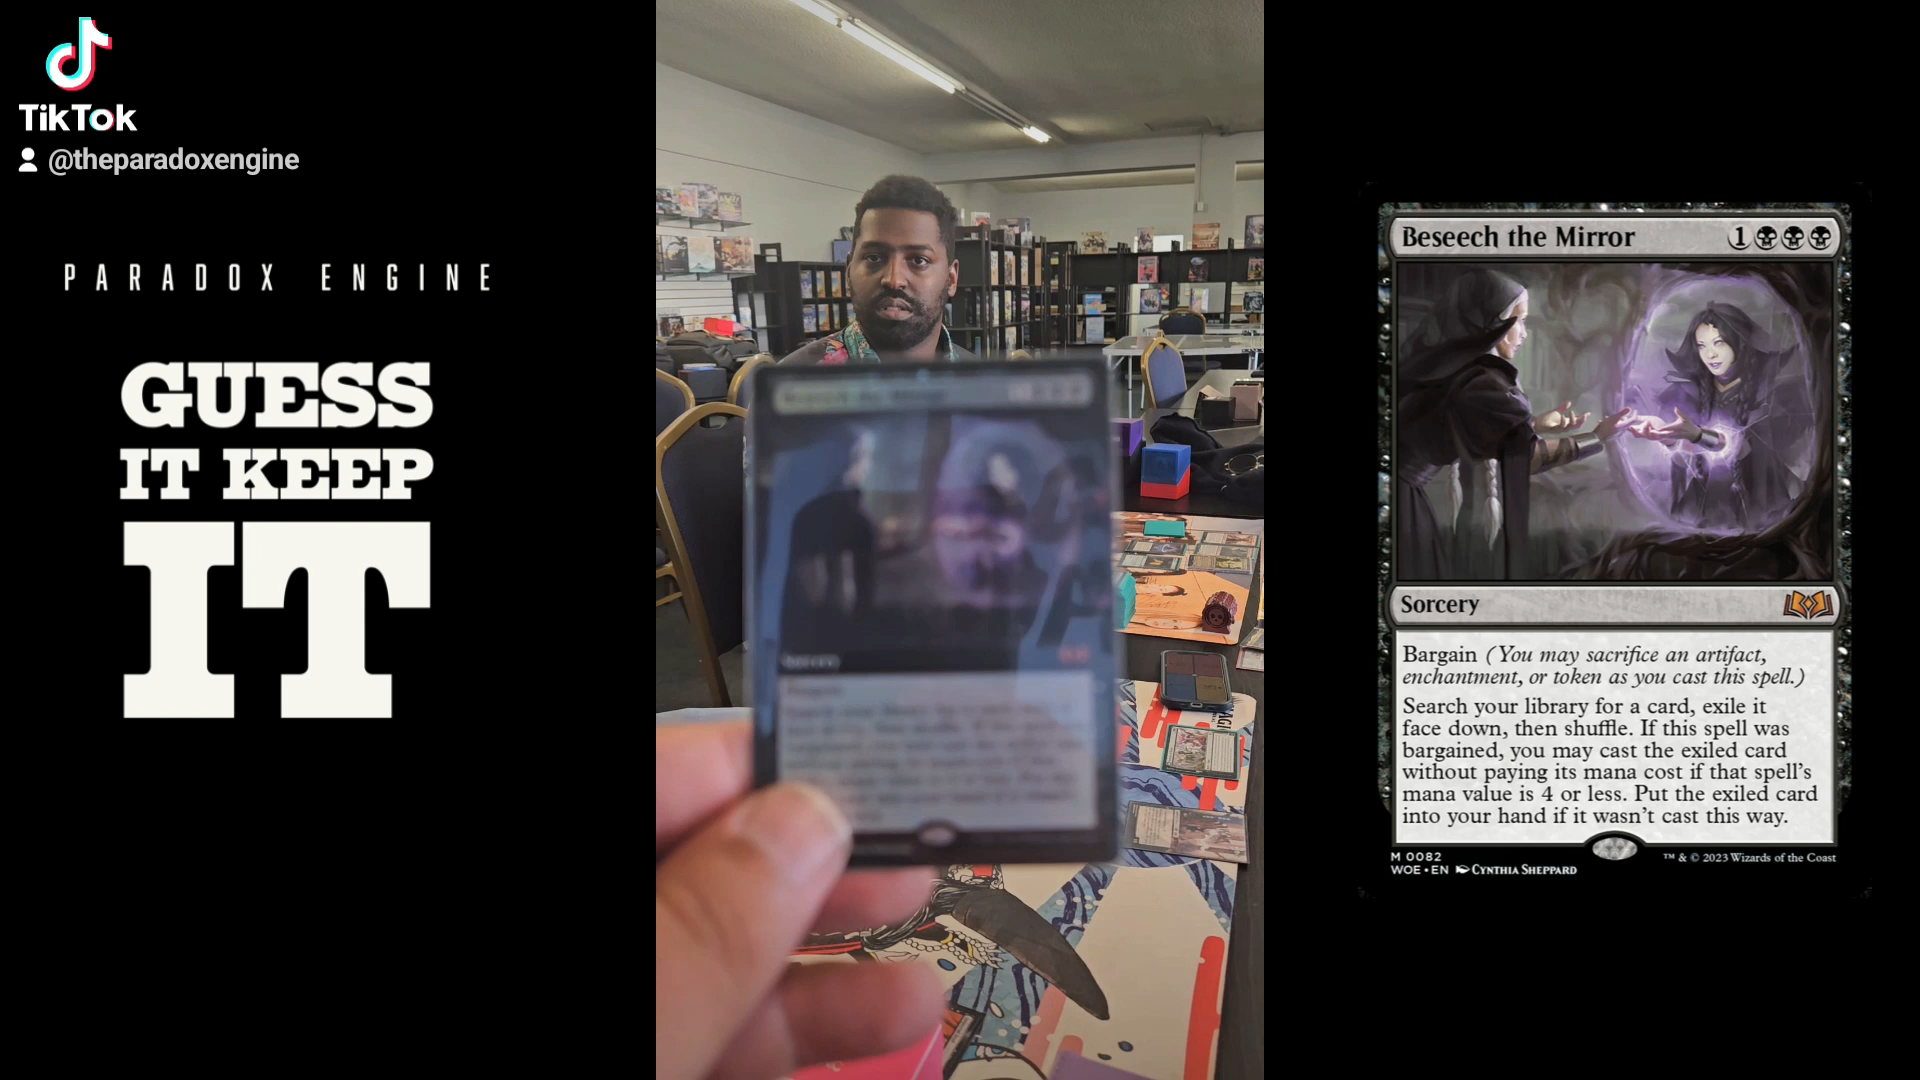 TikTok
@theparadoxengine
PARADOX ENGINE
GUESS
IT KEEP
IT
Beseech the Mirror
1
Sorcery
Bargain (You may sacrifice an artifact,
enchantment, or token as you cast this spell.)
Search your library for a card, exile it
face down, then shuffle. If this spell was
bargained, you may cast the exiled card
without paying its mana cost if that spell's
mana value is 4 or less. Put the exiled card
into your hand if it wasn't cast this way.
M 0082
WOE • EN Cynthia Sheppard
™ & © 2023 Wizards of the Coast
Sorcery